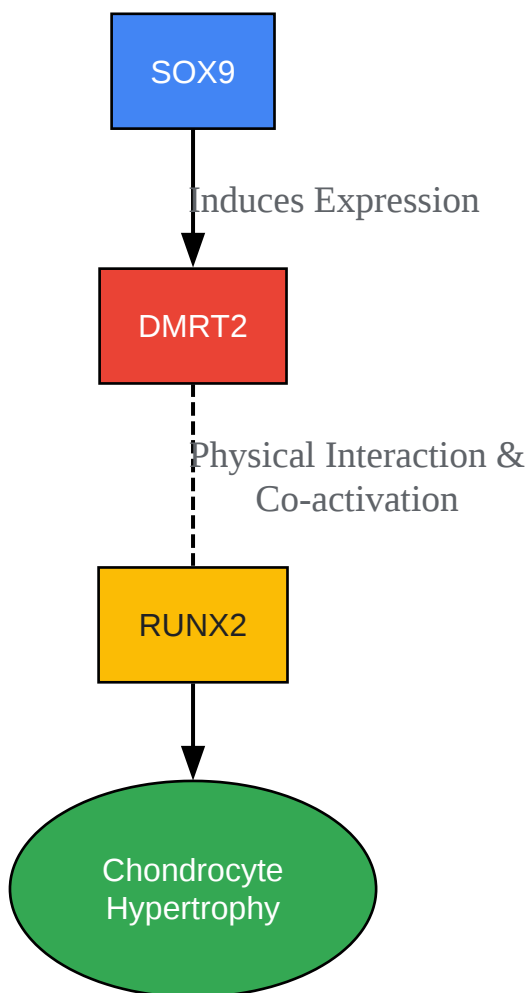 SOX9
Induces Expression
DMRT2
Physical Interaction &
Co-activation
RUNX2
Chondrocyte
Hypertrophy